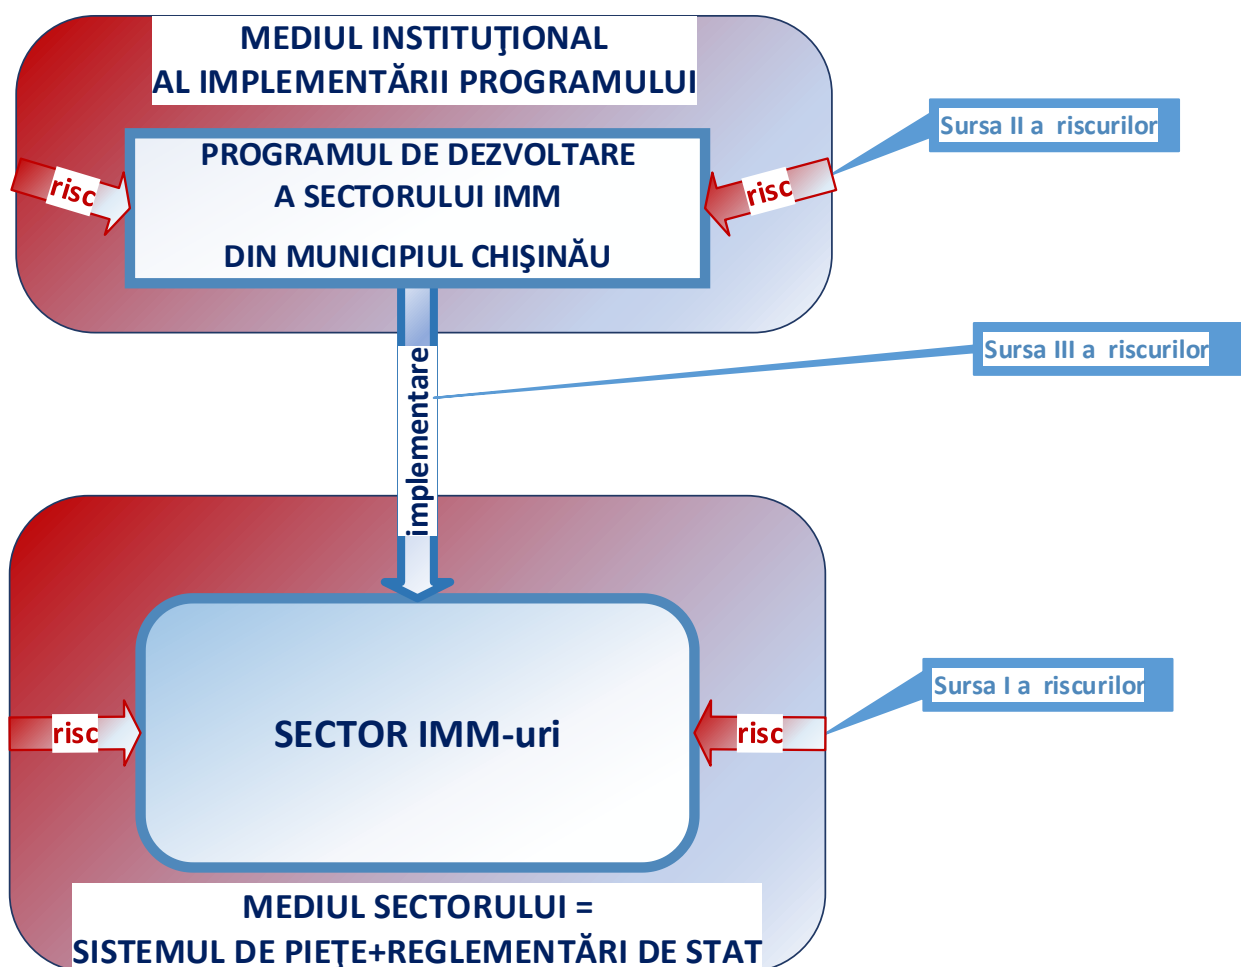 MEDIUL INSTITUŢIONAL
AL IMPLEMENTĂRII PROGRAMULUI
Sursa II a riscurilor
PROGRAMUL DE DEZVOLTARE
A SECTORULUI IMM
DIN MUNICIPIUL CHIŞINĂU
risc
risc
Sursa III a riscurilor
implementare
Sursa I a riscurilor
risc
SECTOR IMM-uri
risc
MEDIUL SECTORULUI =
SISTEMUL DE PIEŢE+REGLEMENTĂRI DE STAT